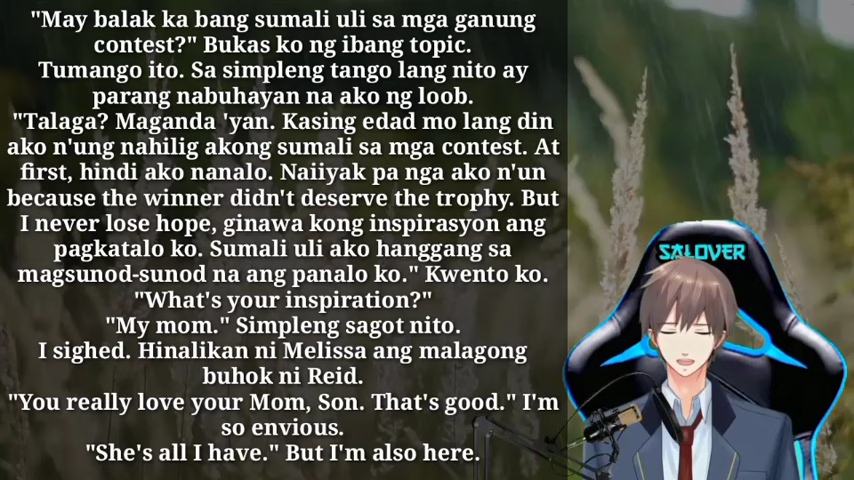 "May balak ka bang sumali uli sa mga ganung
contest?" Bukas ko ng ibang topic.
Tumango ito. Sa simpleng tango lang nito ay
parang nabuhayan na ako ng loob.
"Talaga? Maganda 'yan. Kasing edad mo lang din
ako n'ung nahilig akong sumali sa mga contest. At
first, hindi ako nanalo. Naiiyak pa nga ako n'un
because the winner didn't deserve the trophy. But
I never lose hope, ginawa kong inspirasyon ang
pagkatalo ko. Sumali uli ako hanggang sa
magsunod-sunod na ang panalo ko." Kwento ko.
"What's your inspiration?"
"My mom." Simpleng sagot nito.
I sighed. Hinalikan ni Melissa ang malagong
buhok ni Reid.
"You really love your Mom, Son. That's good." I'm
so envious.
"She's all I have." But I'm also here.
SALOVER